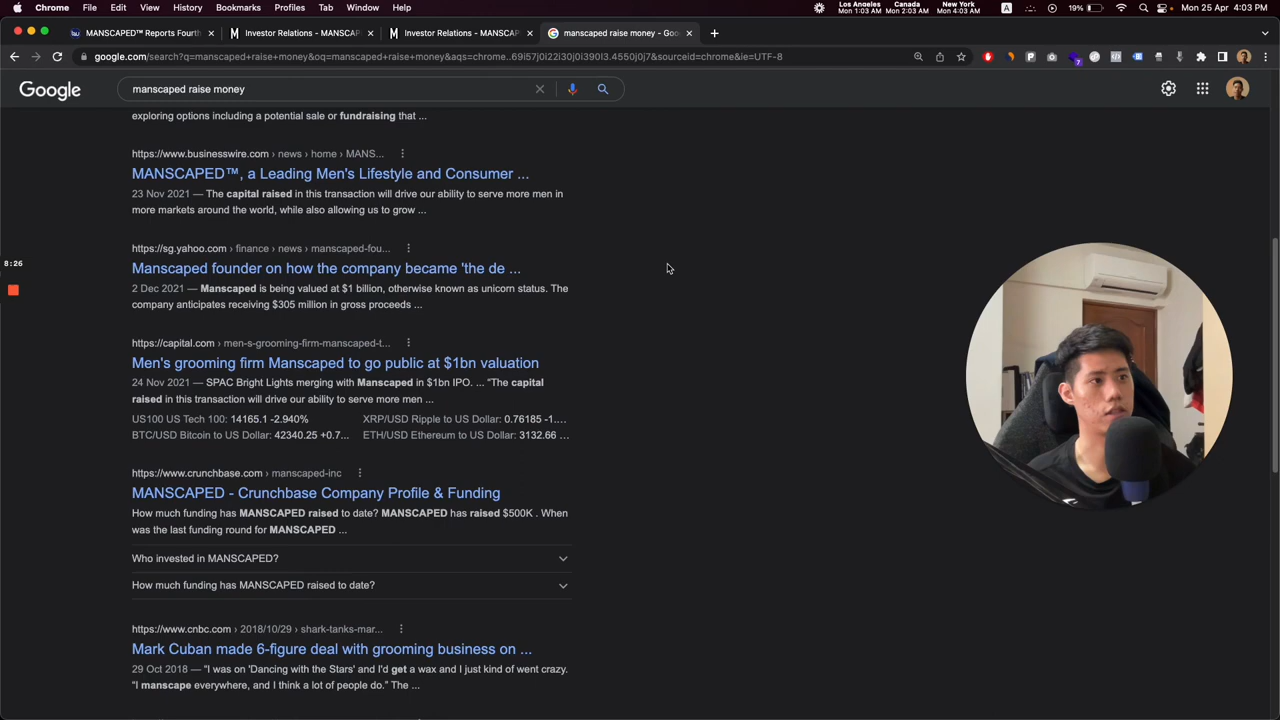 Chrome File Edit View History Bookmarks Profiles Tab Window Help
Los Angeles Mon 1:03 AM Cabo Mon 2:03 AM New York Mon 4:03 AM 19% Mon 25 Apr 4:03 PM
MANSCAPED™ Reports Fourth
Investor Relations - MANSCAP
Investor Relations - MANSCAP
manscaped raise money - Goo
google.com/search?q=manscaped+raise+money&oq=manscaped+raise+money&aqs=chrome..69i57j0i22i30j0i390l3.4550j0j7&sourceid=chrome&ie=UTF-8
Google
manscaped raise money
exploring options including a potential sale or fundraising that ...
https://www.businesswire.com › news › home › MANS...
MANSCAPED™, a Leading Men's Lifestyle and Consumer ...
23 Nov 2021 — The capital raised in this transaction will drive our ability to serve more men in
more markets around the world, while also allowing us to grow ...
https://sg.yahoo.com › finance › news › manscaped-fou...
Manscaped founder on how the company became 'the de ...
2 Dec 2021 — Manscaped is being valued at $1 billion, otherwise known as unicorn status. The
company anticipates receiving $305 million in gross proceeds ...
https://capital.com › men-s-grooming-firm-manscaped-t...
Men's grooming firm Manscaped to go public at $1bn valuation
24 Nov 2021 — SPAC Bright Lights merging with Manscaped in $1bn IPO. ... “The capital
raised in this transaction will drive our ability to serve more men ...
US100 US Tech 100: 14165.1 -2.940%
XRP/USD Ripple to US Dollar: 0.76185 -1....
BTC/USD Bitcoin to US Dollar: 42340.25 +0.7...
ETH/USD Ethereum to US Dollar: 3132.66 ...
https://www.crunchbase.com › manscaped-inc
MANSCAPED - Crunchbase Company Profile & Funding
How much funding has MANSCAPED raised to date? MANSCAPED has raised $500K . When
was the last funding round for MANSCAPED ...
Who invested in MANSCAPED?
How much funding has MANSCAPED raised to date?
https://www.cnbc.com › 2018/10/29 › shark-tanks-mar...
Mark Cuban made 6-figure deal with grooming business on ...
29 Oct 2018 — “I was on 'Dancing with the Stars' and I'd get a wax and I just kind of went crazy.
“I manscape everywhere, and I think a lot of people do.” The ...
8:26